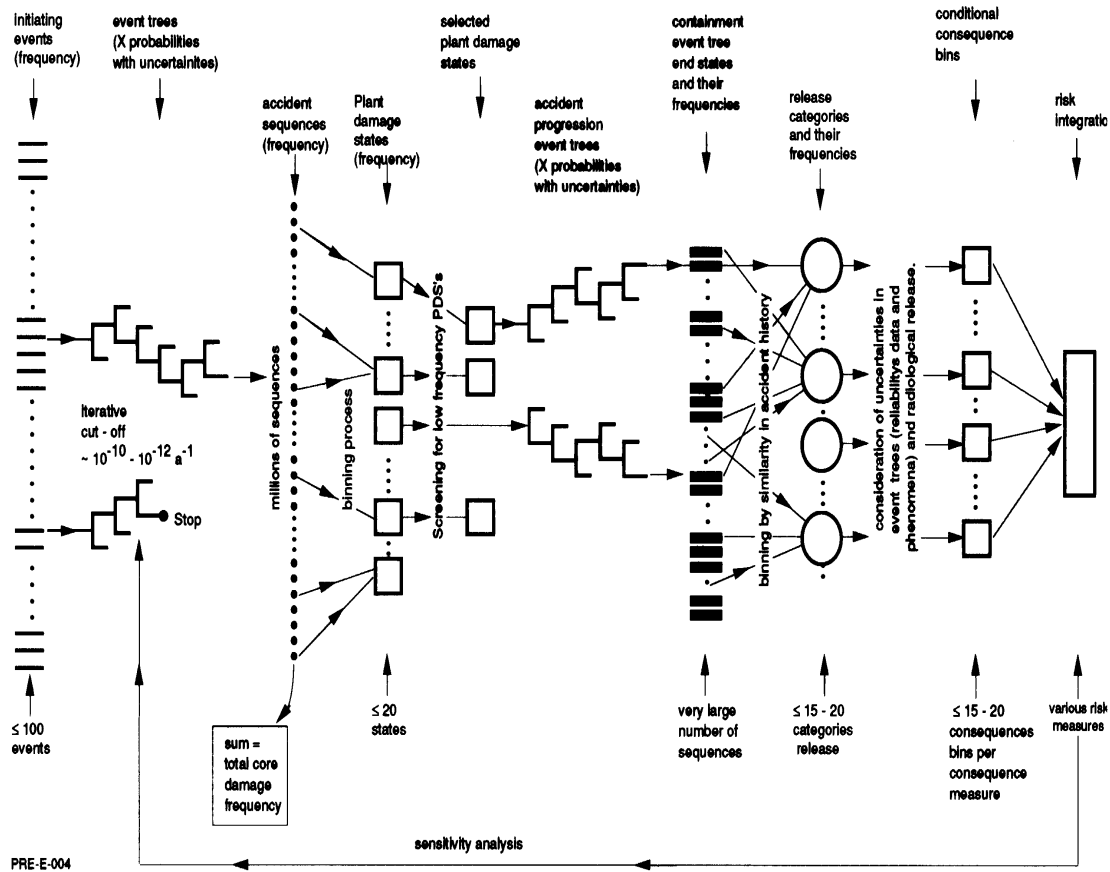 initiating
events
(frequency)
event trees
(X probabilities
with uncertainites)
accident
sequences
(frequency)
Plant
damage
states
(frequency)
selected
plant damage
states
accident
progression
event trees
(X probabilities
with uncertainties)
containment
event tree
end states
and their
frequencies
release
categories
and their
frequencies
conditional
consequence
bins
risk
integratio
Iterative
cut - off
~ 10⁻¹⁰ - 10⁻¹² a⁻¹
Stop
millions of sequences
binning process
Screening for low frequency PDS's
binning by similarity in accident history
consideration of uncertainties in
event trees (reliabilitys data and
phenomena) and radiological release.
≤ 100
events
sum =
total core
damage
frequency
≤ 20
states
very large
number of
sequences
≤ 15 - 20
categories
release
≤ 15 - 20
consequences
bins per
consequence
measure
various risk
measures
sensitivity analysis
PRE-E-004